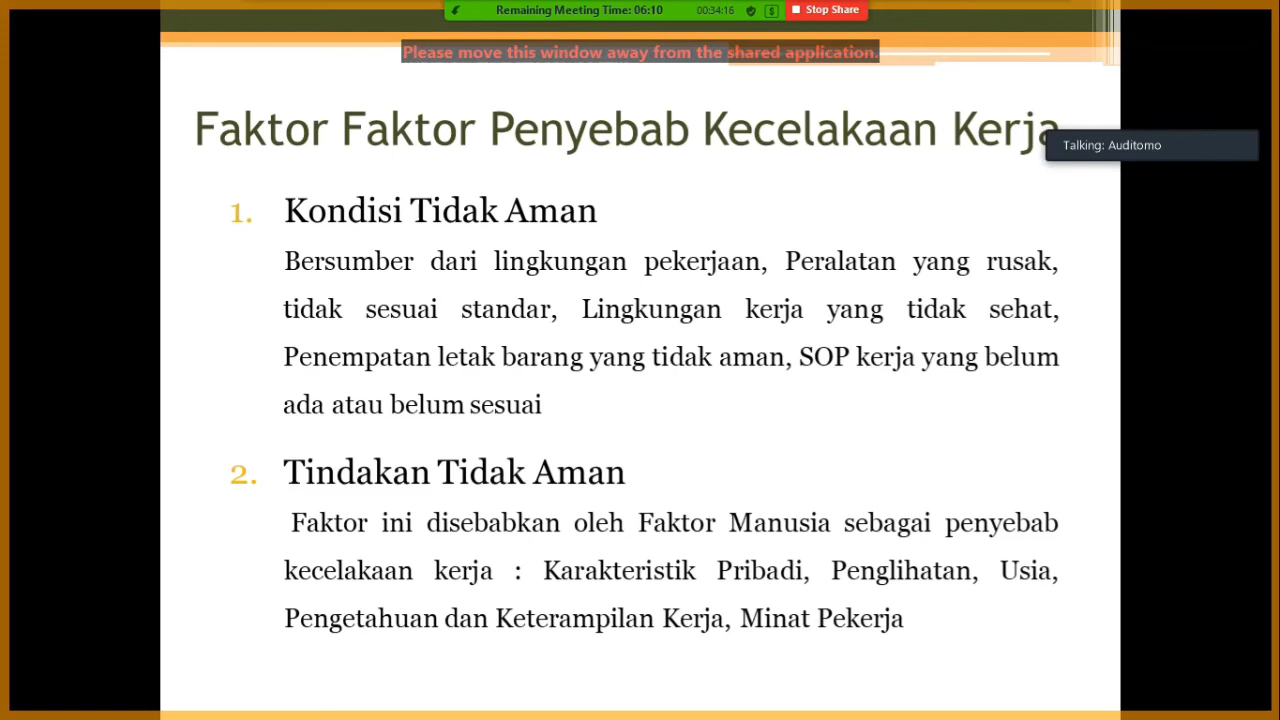 Remaining Meeting Time: 06:10 00:34:16 $ Stop Share
Please move this window away from the shared application.
Faktor Faktor Penyebab Kecelakaan Kerja
Talking: Auditomo
1. Kondisi Tidak Aman
Bersumber dari lingkungan pekerjaan, Peralatan yang rusak,
tidak sesuai standar, Lingkungan kerja yang tidak sehat,
Penempatan letak barang yang tidak aman, SOP kerja yang belum
ada atau belum sesuai
2. Tindakan Tidak Aman
Faktor ini disebabkan oleh Faktor Manusia sebagai penyebab
kecelakaan kerja : Karakteristik Pribadi, Penglihatan, Usia,
Pengetahuan dan Keterampilan Kerja, Minat Pekerja